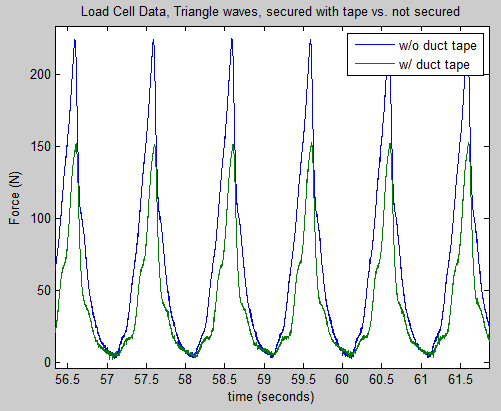 Load Cell Data, Triangle waves, secured with tape vs. not secured
w/o duct tape
w/ duct tape
200
150
100
50
0
Force (N)
56.5 57 57.5 58 58.5 59 59.5 60 60.5 61 61.5
time (seconds)